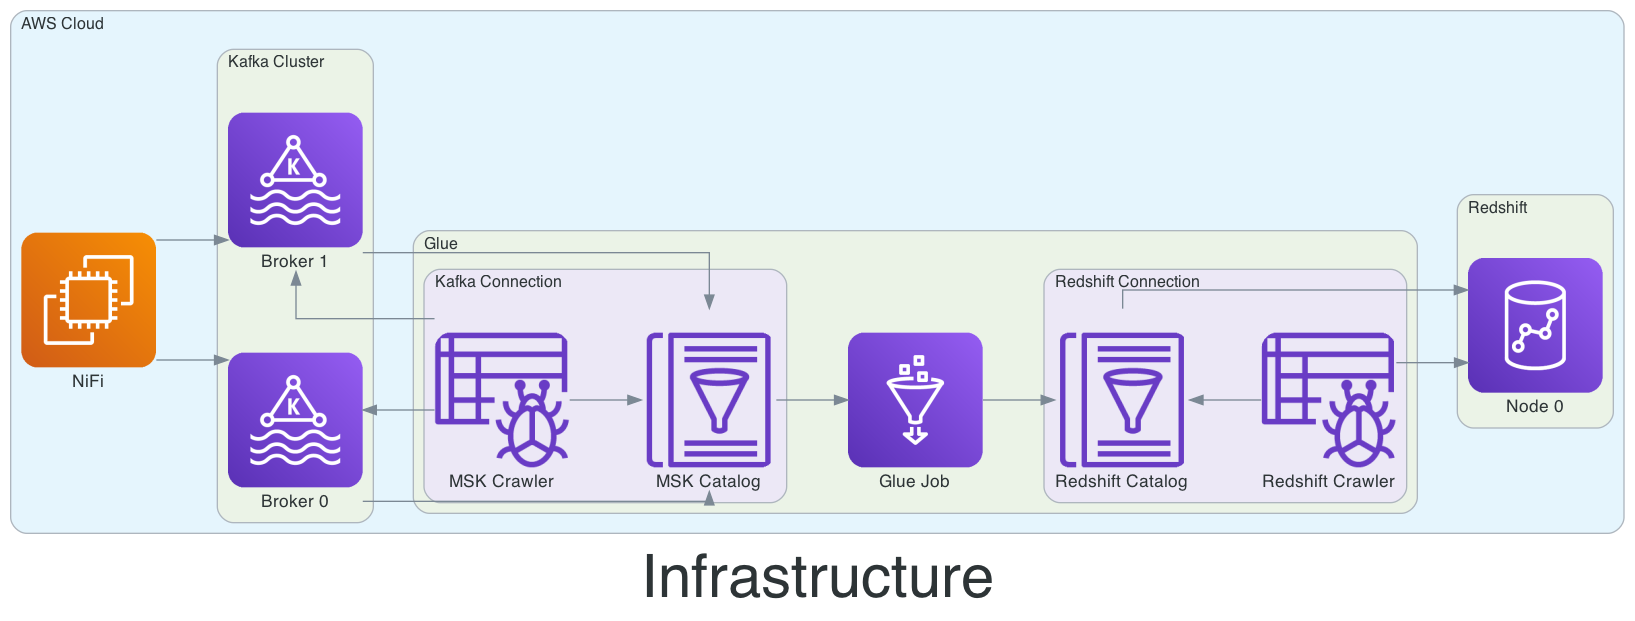 AWS Cloud
Kafka Cluster
K
Broker 1
NiFi
K
Broker 0
Glue
Kafka Connection
MSK Crawler
MSK Catalog
Glue Job
Redshift Connection
Redshift Catalog
Redshift Crawler
Redshift
Node 0
Infrastructure